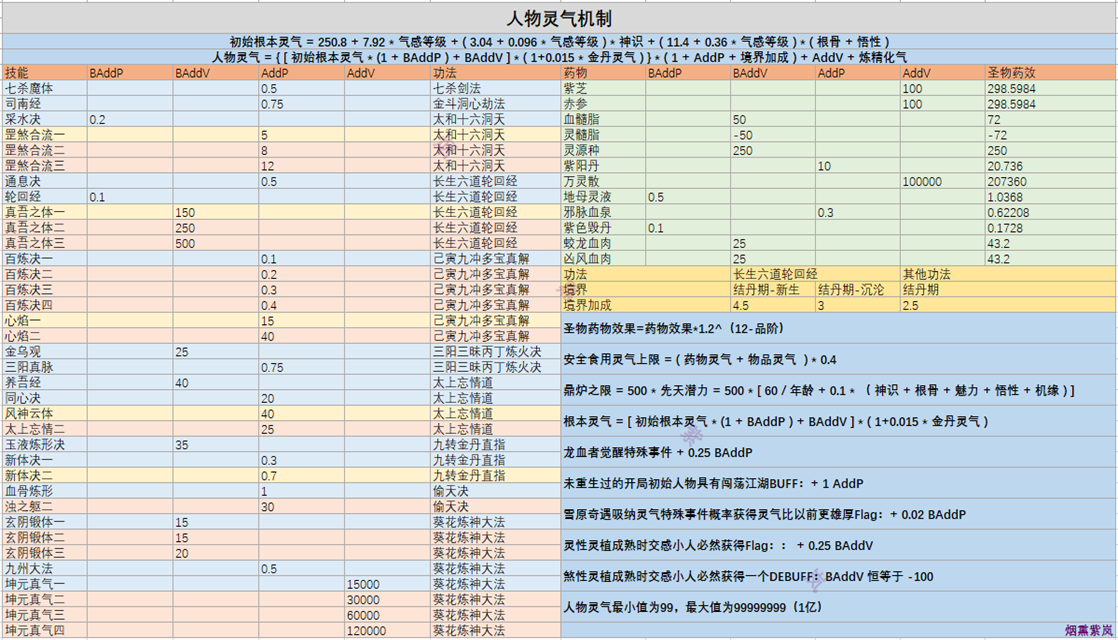 人物灵气机制
初始根本灵气 = 250.8 + 7.92 * 气感等级 + ( 3.04 + 0.096 * 气感等级 ) * 神识 + ( 11.4 + 0.36 * 气感等级 ) * ( 根骨 + 悟性 )
人物灵气 = { [ 初始根本灵气 * (1 + BAddP ) + BAddV ] * ( 1+0.015 * 金丹灵气 ) } * ( 1 + AddP + 境界加成 ) + AddV + 炼精化气
技能 BAddP BAddV AddP AddV 功法 药物 BAddP BAddV AddP AddV 圣物药效
七杀魔体 0.5 七杀剑法 紫芝 100 298.5984
司南经 0.75 金斗洞心劫法 赤参 100 298.5984
采水决 0.2 太和十六洞天 血髓脂 50 72
罡煞合流一 5 太和十六洞天 灵髓脂 -50 -72
罡煞合流二 8 太和十六洞天 灵源种 250 250
罡煞合流三 12 太和十六洞天 紫阳丹 10 20.736
通息决 0.5 长生六道轮回经 万灵散 100000 207360
轮回经 0.1 长生六道轮回经 地母灵液 0.5 1.0368
真吾之体一 150 长生六道轮回经 邪脉血泉 0.3 0.62208
真吾之体二 250 长生六道轮回经 紫色毁丹 0.1 0.1728
真吾之体三 500 长生六道轮回经 蛟龙血肉 25 43.2
百炼决一 0.1 己寅九冲多宝真解 凶风血肉 25 43.2
百炼决二 0.2 己寅九冲多宝真解 功法 长生六道轮回经 其他功法
百炼决三 0.3 己寅九冲多宝真解 境界 结丹期-新生 结丹期-沉沦 结丹期
百炼决四 0.4 己寅九冲多宝真解 境界加成 4.5 3 2.5
心焰一 15 己寅九冲多宝真解
心焰二 40 己寅九冲多宝真解
圣物药物效果=药物效果*1.2^（12-品阶）
金乌观 25 三阳三昧丙丁炼火决
三阳真脉 0.75 三阳三昧丙丁炼火决
安全食用灵气上限 = ( 药物灵气 + 物品灵气 ) * 0.4
养吾经 40 太上忘情道
同心决 20 太上忘情道
鼎炉之限 = 500 * 先天潜力 = 500 * [ 60 / 年龄 + 0.1 * （ 神识 + 根骨 + 魅力 + 悟性 + 机缘 ) ]
风神云体 40 太上忘情道
太上忘情二 25 太上忘情道
根本灵气 = [ 初始根本灵气 * (1 + BAddP ) + BAddV ] * ( 1+0.015 * 金丹灵气 )
玉液炼形决 35 九转金丹直指
新体决一 0.3 九转金丹直指
龙血者觉醒特殊事件 + 0.25 BAddP
新体决二 0.7 九转金丹直指
血骨炼形 1 偷天决
未重生过的开局初始人物具有闯荡江湖BUFF：+ 1 AddP
浊之躯二 30 偷天决
玄阴锻体一 15 葵花炼神大法
雪原奇遇吸纳灵气特殊事件概率获得灵气比以前更雄厚Flag：+ 0.02 BAddP
玄阴锻体二 15 葵花炼神大法
玄阴锻体三 20 葵花炼神大法
灵性灵植成熟时交感小人必然获得Flag：： + 0.25 BAddV
九州大法 0.5 葵花炼神大法
坤元真气一 15000 葵花炼神大法
煞性灵植成熟时交感小人必然获得一个DEBUFF：BAddV 恒等于 -100
坤元真气二 30000 葵花炼神大法
坤元真气三 60000 葵花炼神大法
人物灵气最小值为99，最大值为99999999（1亿）
坤元真气四 120000 葵花炼神大法
烟熏紫岚